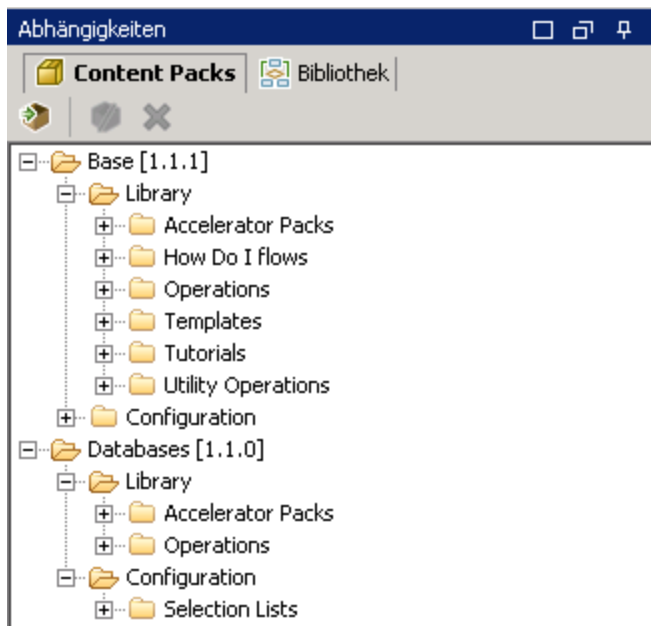 Abhängigkeiten
Content Packs Bibliothek
Base [1.1.1]
Library
Accelerator Packs
How Do I flows
Operations
Templates
Tutorials
Utility Operations
Configuration
Databases [1.1.0]
Library
Accelerator Packs
Operations
Configuration
Selection Lists